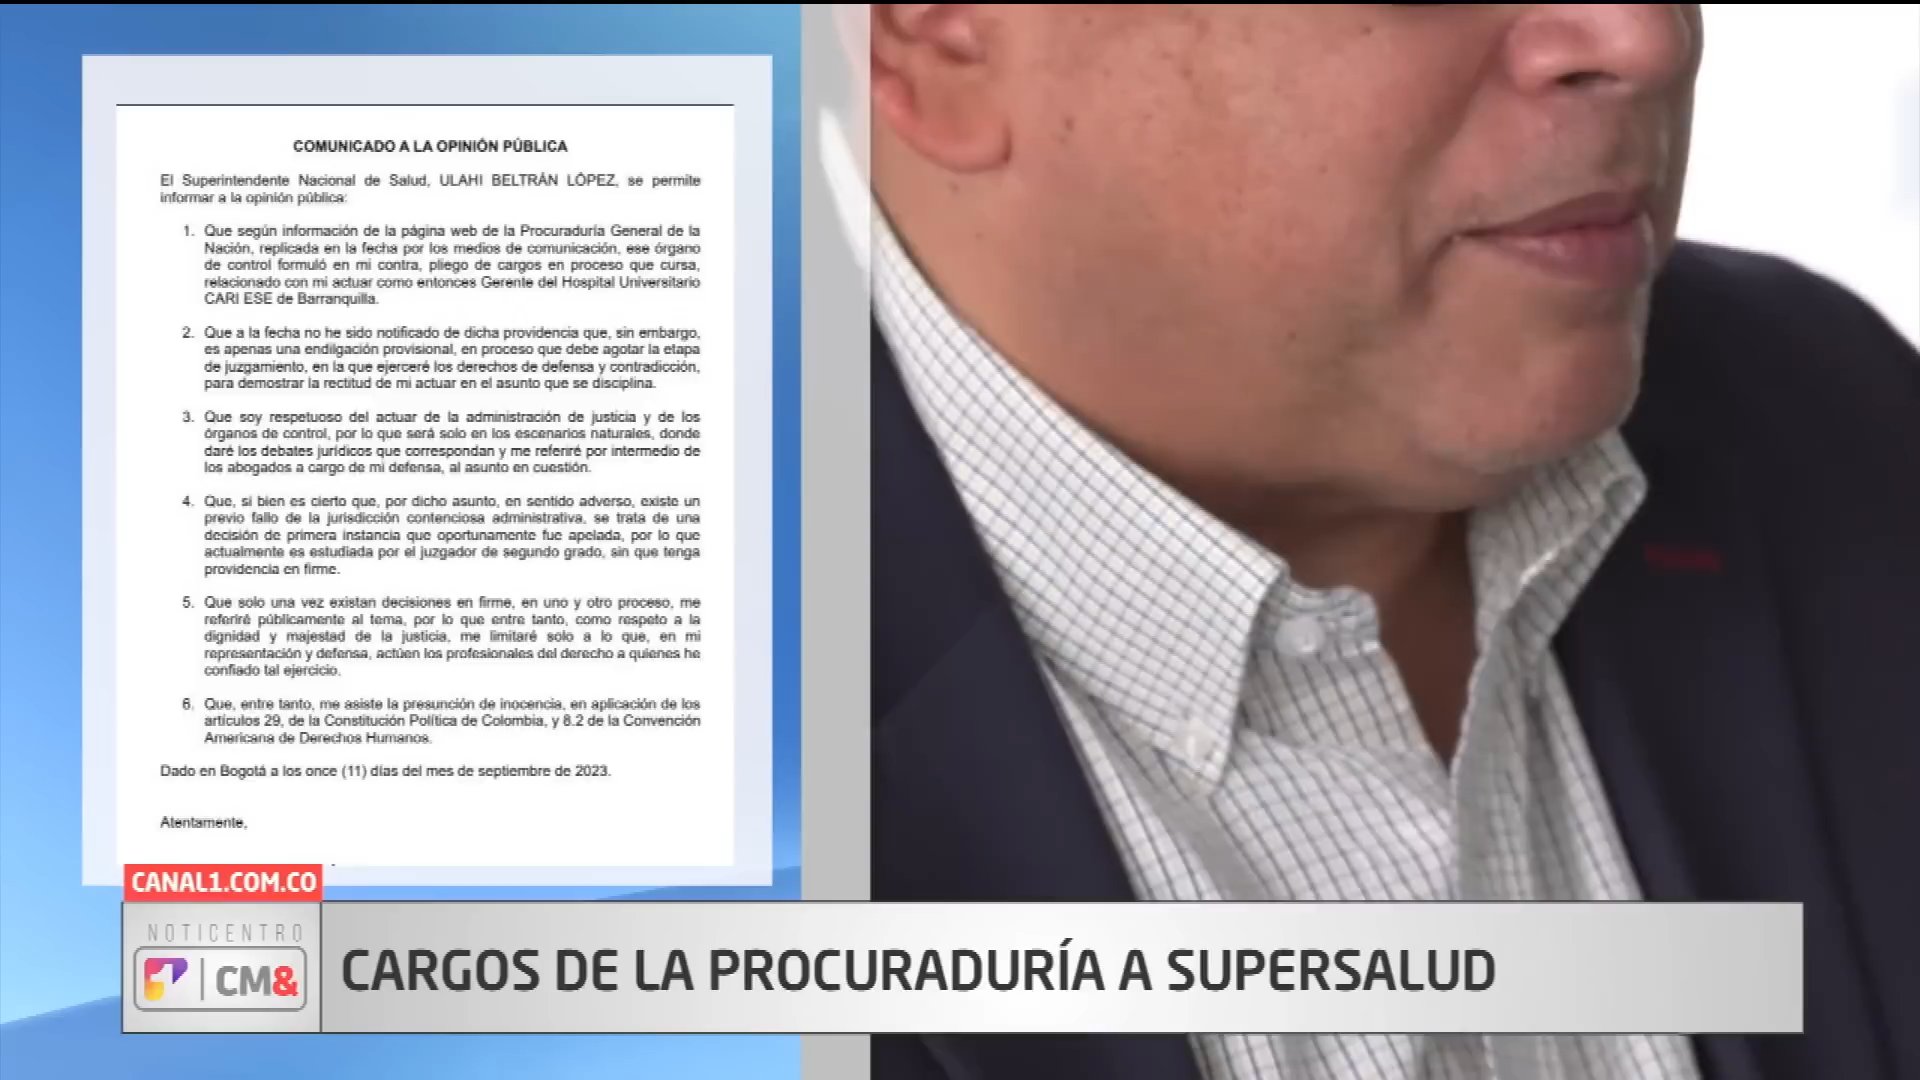 COMUNICADO A LA OPINIÓN PÚBLICA
El Superintendente Nacional de Salud, ULAHI BELTRÁN LÓPEZ, se permite
informar a la opinión pública:
1. Que según información de la página web de la Procuraduría General de la
Nación, replicada en la fecha por los medios de comunicación, ese órgano
de control formuló en mi contra, pliego de cargos en proceso que cursa,
relacionado con mi actuar como entonces Gerente del Hospital Universitario
CARI ESE de Barranquilla.
2. Que a la fecha no he sido notificado de dicha providencia que, sin embargo,
es apenas una endilgación provisional, en proceso que debe agotar la etapa
de juzgamiento, en la que ejerceré los derechos de defensa y contradicción,
para demostrar la rectitud de mi actuar en el asunto que se disciplina.
3. Que soy respetuoso del actuar de la administración de justicia y de los
órganos de control, por lo que será solo en los escenarios naturales, donde
daré los debates jurídicos que correspondan y me referiré por intermedio de
los abogados a cargo de mi defensa, al asunto en cuestión.
4. Que, si bien es cierto que, por dicho asunto, en sentido adverso, existe un
previo fallo de la jurisdicción contenciosa administrativa, se trata de una
decisión de primera instancia que oportunamente fue apelada, por lo que
actualmente es estudiada por el juzgador de segundo grado, sin que tenga
providencia en firme.
5. Que solo una vez existan decisiones en firme, en uno y otro proceso, me
referiré públicamente al tema, por lo que entre tanto, como respeto a la
dignidad y majestad de la justicia, me limitaré solo a lo que, en mi
representación y defensa, actúen los profesionales del derecho a quienes he
confiado tal ejercicio.
6. Que, entre tanto, me asiste la presunción de inocencia, en aplicación de los
artículos 29, de la Constitución Política de Colombia, y 8.2 de la Convención
Americana de Derechos Humanos.
Dado en Bogotá a los once (11) días del mes de septiembre de 2023.
Atentamente,
CANAL1.COM.CO
NOTICENTRO
1 | CM&
CARGOS DE LA PROCURADURÍA A SUPERSALUD